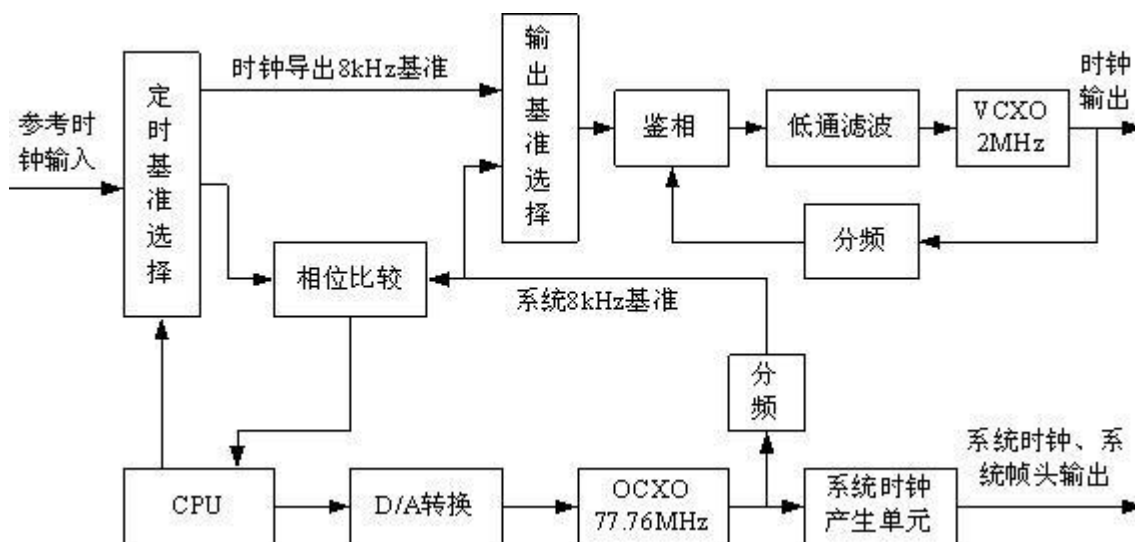 参考时
钟输入
定时基准选择
时钟导出8kHz基准
输出基准选择
鉴相
低通滤波
VCXO
2MHz
时钟
输出
分频
相位比较
系统8kHz基准
分频
CPU
D/A转换
OCXO
77.76MHz
系统时钟
产生单元
系统时钟、系
统帧头输出